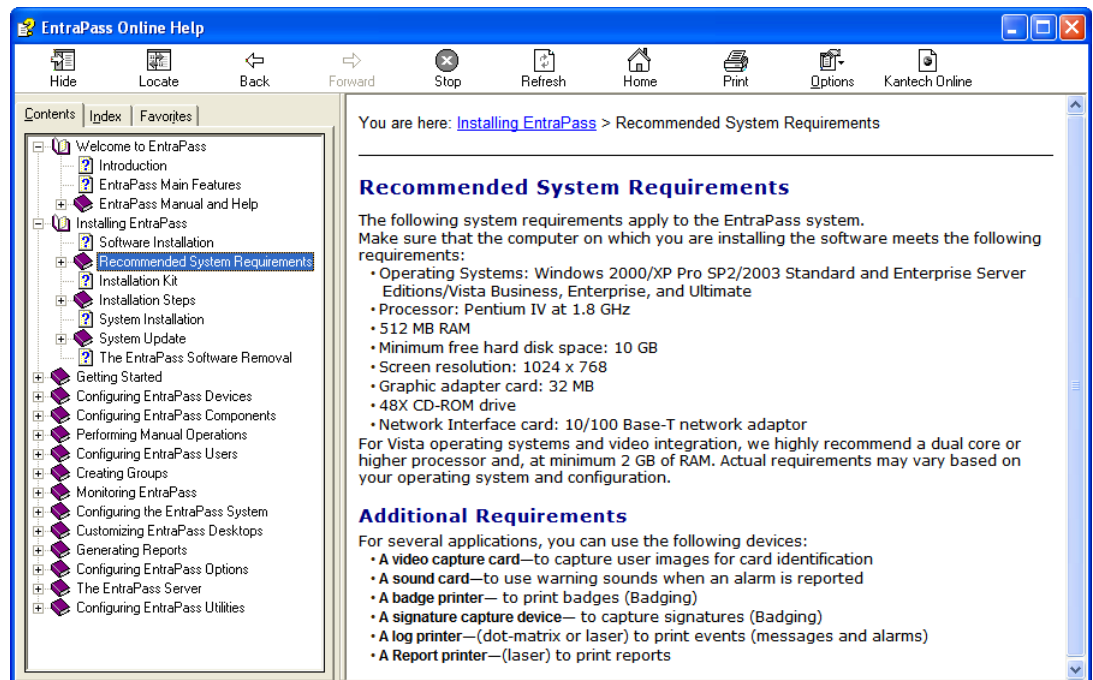 EntraPass Online Help
Hide Locate Back Forward Stop Refresh Home Print Options Kantech Online
Contents Index Favorites
Welcome to EntraPass
Introduction
EntraPass Main Features
EntraPass Manual and Help
Installing EntraPass
Software Installation
Recommended System Requirements
Installation Kit
Installation Steps
System Installation
System Update
The EntraPass Software Removal
Getting Started
Configuring EntraPass Devices
Configuring EntraPass Components
Performing Manual Operations
Configuring EntraPass Users
Creating Groups
Monitoring EntraPass
Configuring the EntraPass System
Customizing EntraPass Desktops
Generating Reports
Configuring EntraPass Options
The EntraPass Server
Configuring EntraPass Utilities
You are here: Installing EntraPass > Recommended System Requirements
Recommended System Requirements
The following system requirements apply to the EntraPass system.
Make sure that the computer on which you are installing the software meets the following
requirements:
• Operating Systems: Windows 2000/XP Pro SP2/2003 Standard and Enterprise Server
Editions/Vista Business, Enterprise, and Ultimate
• Processor: Pentium IV at 1.8 GHz
• 512 MB RAM
• Minimum free hard disk space: 10 GB
• Screen resolution: 1024 x 768
• Graphic adapter card: 32 MB
• 48X CD-ROM drive
• Network Interface card: 10/100 Base-T network adaptor
For Vista operating systems and video integration, we highly recommend a dual core or
higher processor and, at minimum 2 GB of RAM. Actual requirements may vary based on
your operating system and configuration.
Additional Requirements
For several applications, you can use the following devices:
• A video capture card—to capture user images for card identification
• A sound card—to use warning sounds when an alarm is reported
• A badge printer— to print badges (Badging)
• A signature capture device— to capture signatures (Badging)
• A log printer—(dot-matrix or laser) to print events (messages and alarms)
• A Report printer—(laser) to print reports